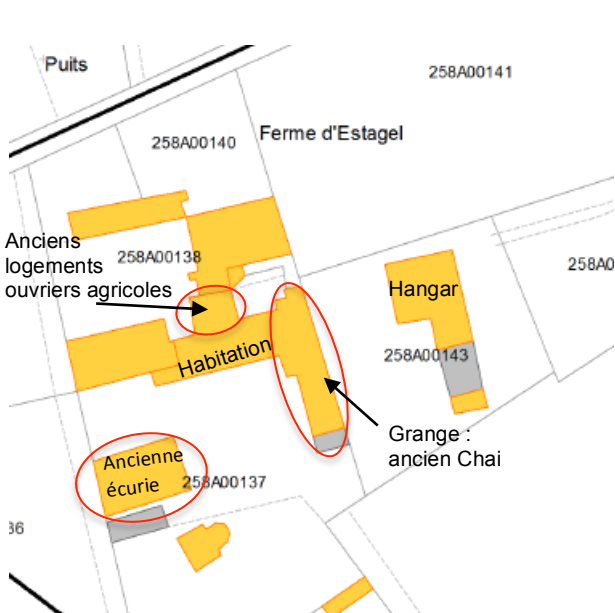 Puits
258A00141
258A00140
Ferme d'Estagel
Anciens
logements
ouvriers agricoles
258A00138
258A0
Hangar
Habitation
258A00143
Grange :
ancien Chai
Ancienne
écurie
258A00137
36